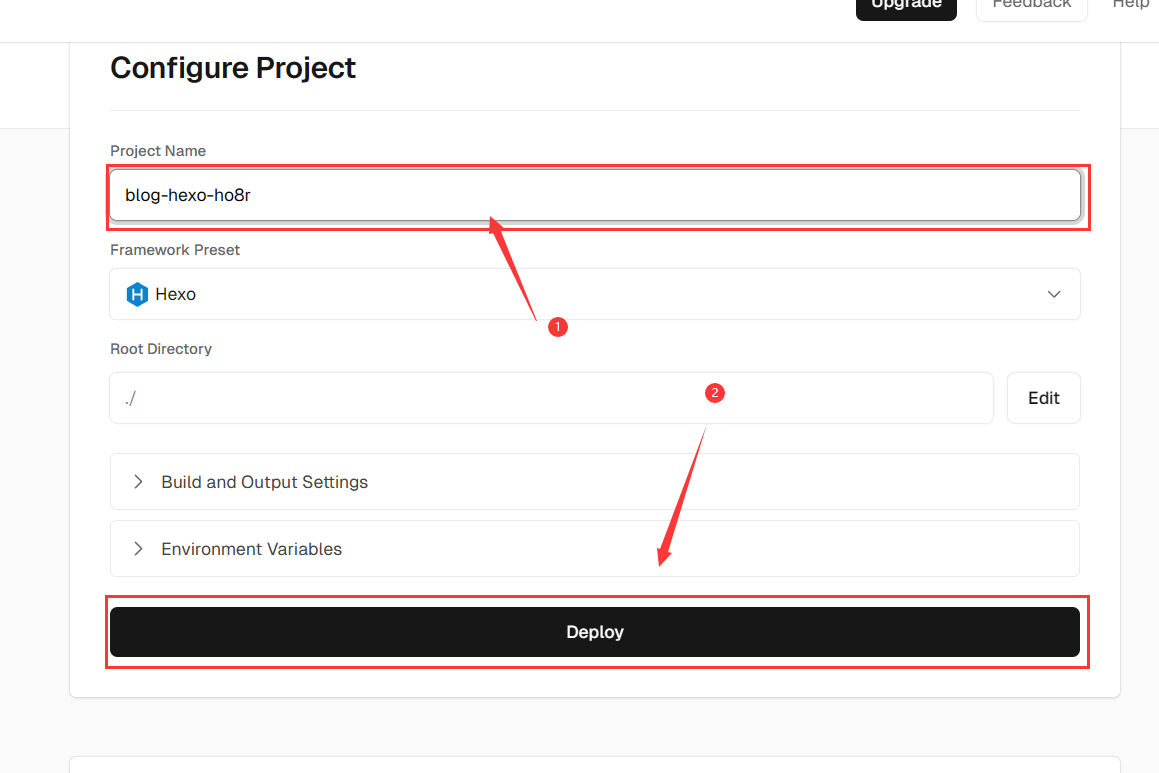 Upgrade
Feedback
Help
Configure Project
Project Name
blog-hexo-ho8r
Framework Preset
Hexo
1
Root Directory
./
2
Edit
Build and Output Settings
Environment Variables
Deploy